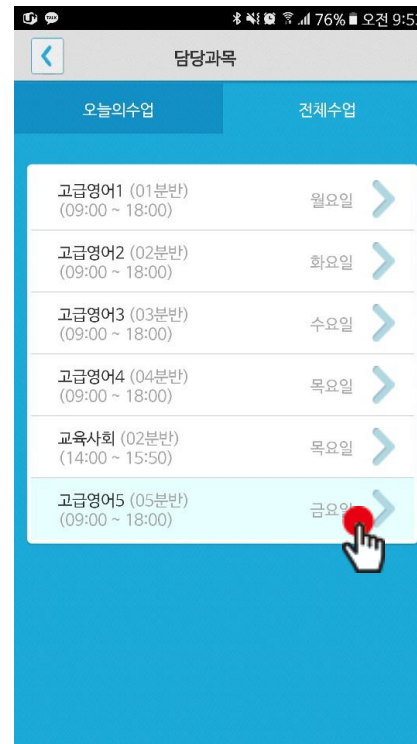 TALK 76% 오전 9:53
담당과목
오늘의수업 전체수업
고급영어1 (01분반)
(09:00 ~ 18:00)
월요일
고급영어2 (02분반)
(09:00 ~ 18:00)
화요일
고급영어3 (03분반)
(09:00 ~ 18:00)
수요일
고급영어4 (04분반)
(09:00 ~ 18:00)
목요일
교육사회 (02분반)
(14:00 ~ 15:50)
목요일
고급영어5 (05분반)
(09:00 ~ 18:00)
금요일